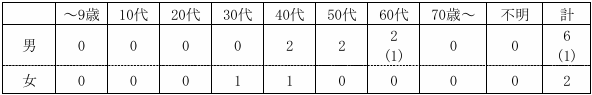 ～9歳 10代 20代 30代 40代 50代 60代 70歳～ 不明 計
男 0 0 0 0 2 2 2 (1) 0 0 6 (1)
女 0 0 0 1 1 0 0 0 0 2